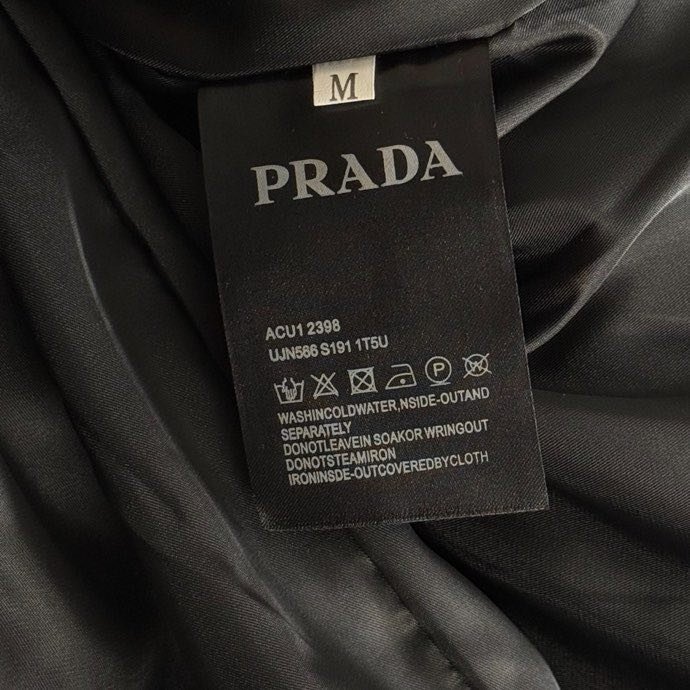 M
PRADA
ACU1 2398
UJN566 S191 1T5U
P W
WASHINCOLDWATER,NSIDE-OUTAND
SEPARATELY
DONOTLEAVEIN SOAKOR WRINGOUT
DONOTSTEAMIRON
IRONINSDE-OUTCOVEREDBYCLOTH